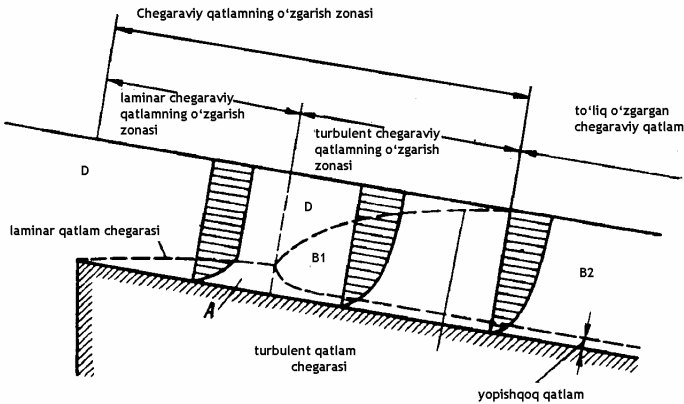 Chegaraviy qatlamning o‘zgarish zonasi
laminar chegaraviy
qatlamning o‘zgarish
zonasi
turbulent chegaraviy
qatlamning o‘zgarish
zonasi
to‘liq o‘zgargan
chegaraviy qatlam
D
D
laminar qatlam chegarasi
B1
B2
A
turbulent qatlam
chegarasi
yopishqoq qatlam